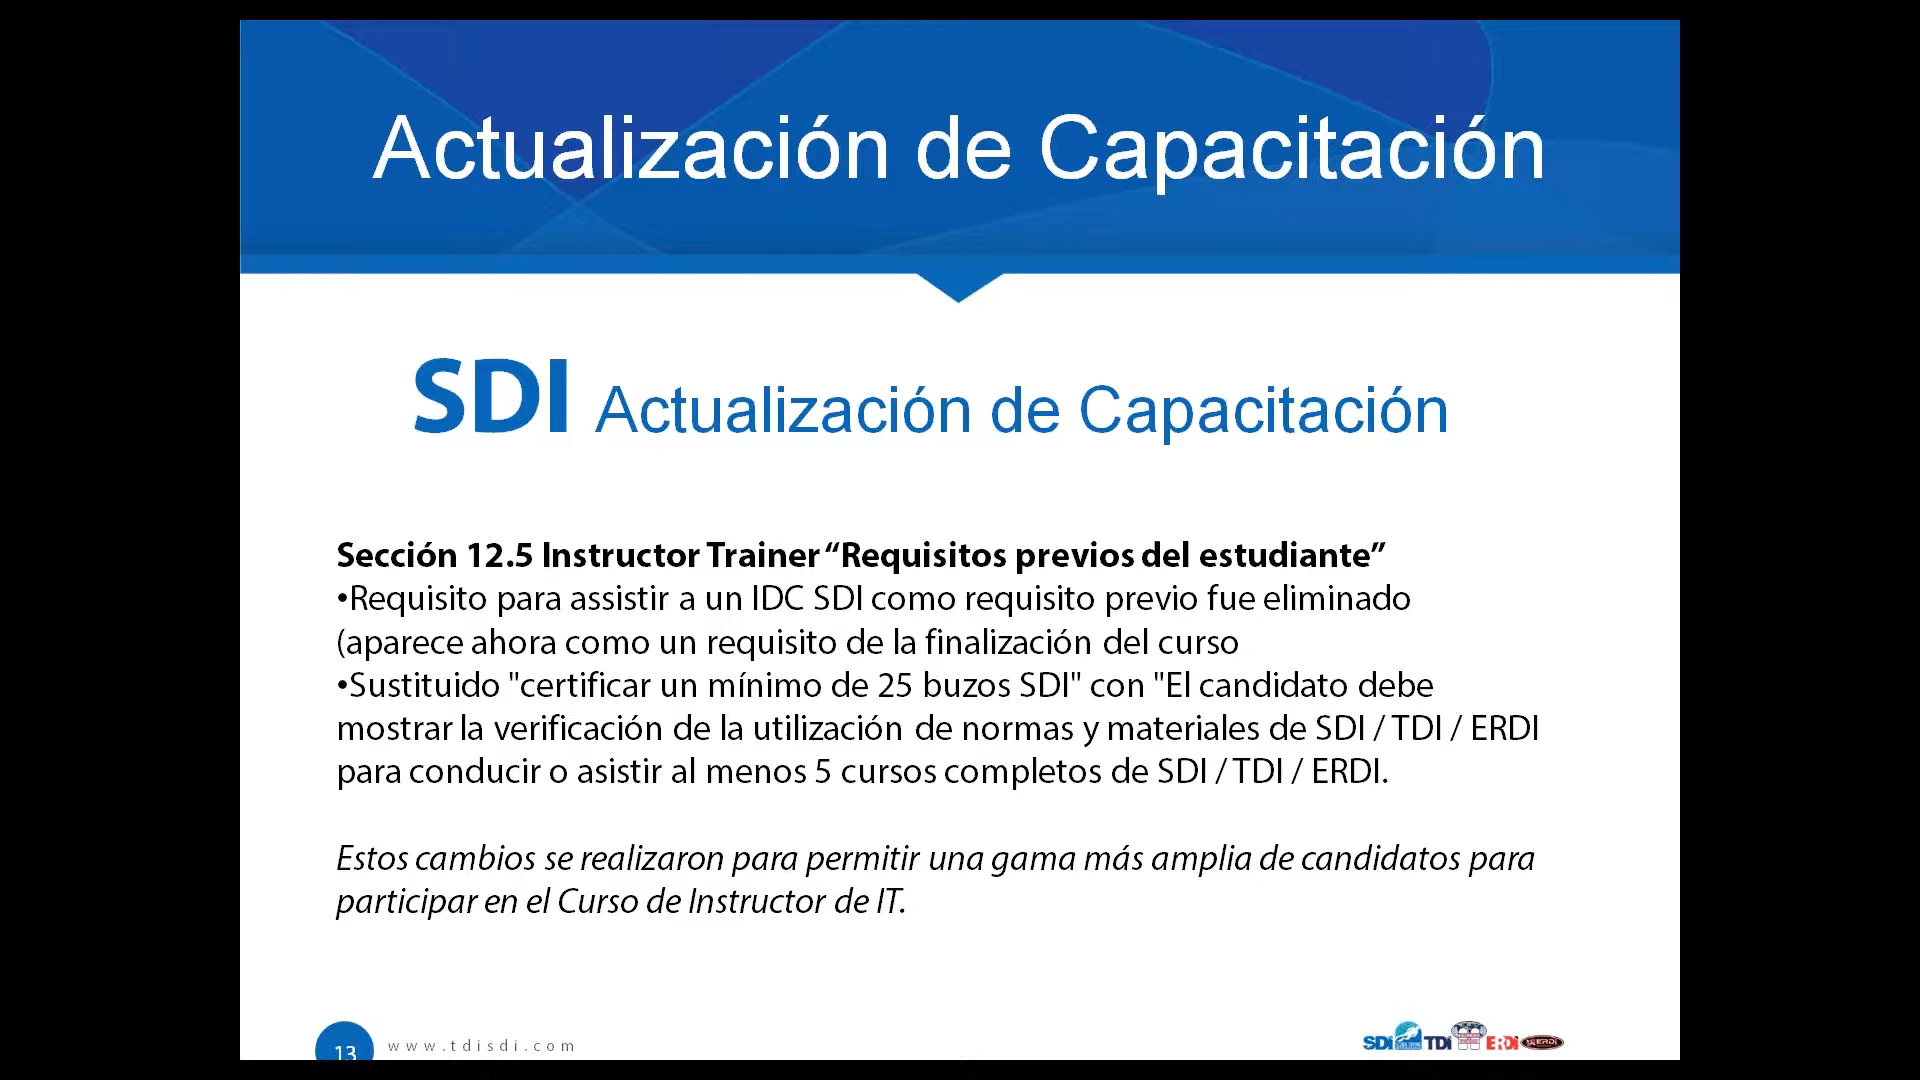 Actualización de Capacitación
SDI Actualización de Capacitación
Sección 12.5 Instructor Trainer “Requisitos previos del estudiante”
•Requisito para assistir a un IDC SDI como requisito previo fue eliminado
(aparece ahora como un requisito de la finalización del curso
•Sustituido "certificar un mínimo de 25 buzos SDI" con "El candidato debe
mostrar la verificación de la utilización de normas y materiales de SDI / TDI / ERDI
para conducir o asistir al menos 5 cursos completos de SDI / TDI / ERDI.
Estos cambios se realizaron para permitir una gama más amplia de candidatos para
participar en el Curso de Instructor de IT.
13 www.tdisdi.com
SDI TDI ERDI ERDI